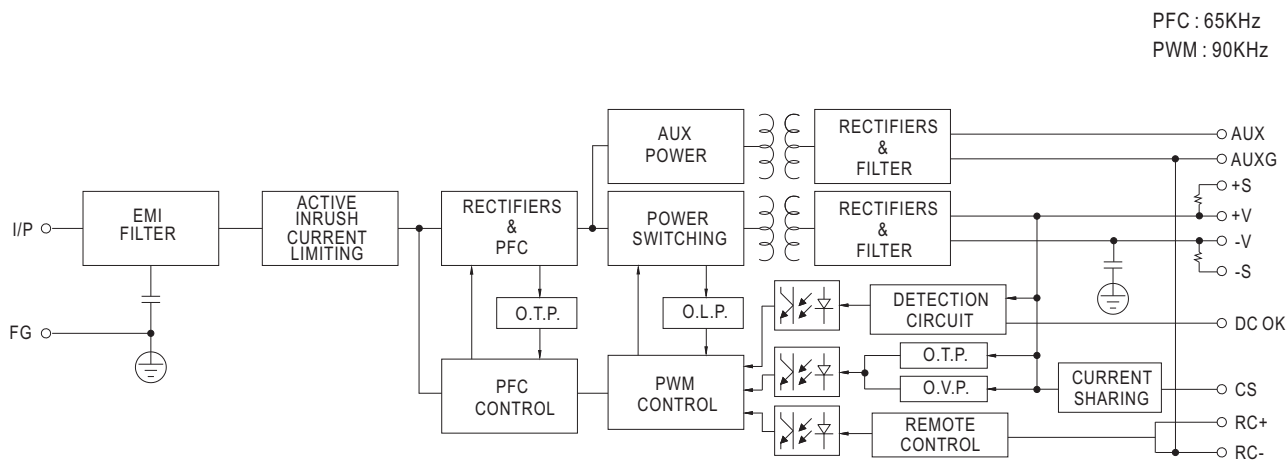 PFC : 65KHz
PWM : 90KHz
AUX
POWER
RECTIFIERS
&
FILTER
AUX
AUXG
I/P
EMI
FILTER
ACTIVE
INRUSH
CURRENT
LIMITING
RECTIFIERS
&
PFC
POWER
SWITCHING
RECTIFIERS
&
FILTER
+S
+V
-V
-S
FG
O.T.P.
O.L.P.
DETECTION
CIRCUIT
DC OK
PFC
CONTROL
PWM
CONTROL
O.T.P.
O.V.P.
CURRENT
SHARING
CS
REMOTE
CONTROL
RC+
RC-